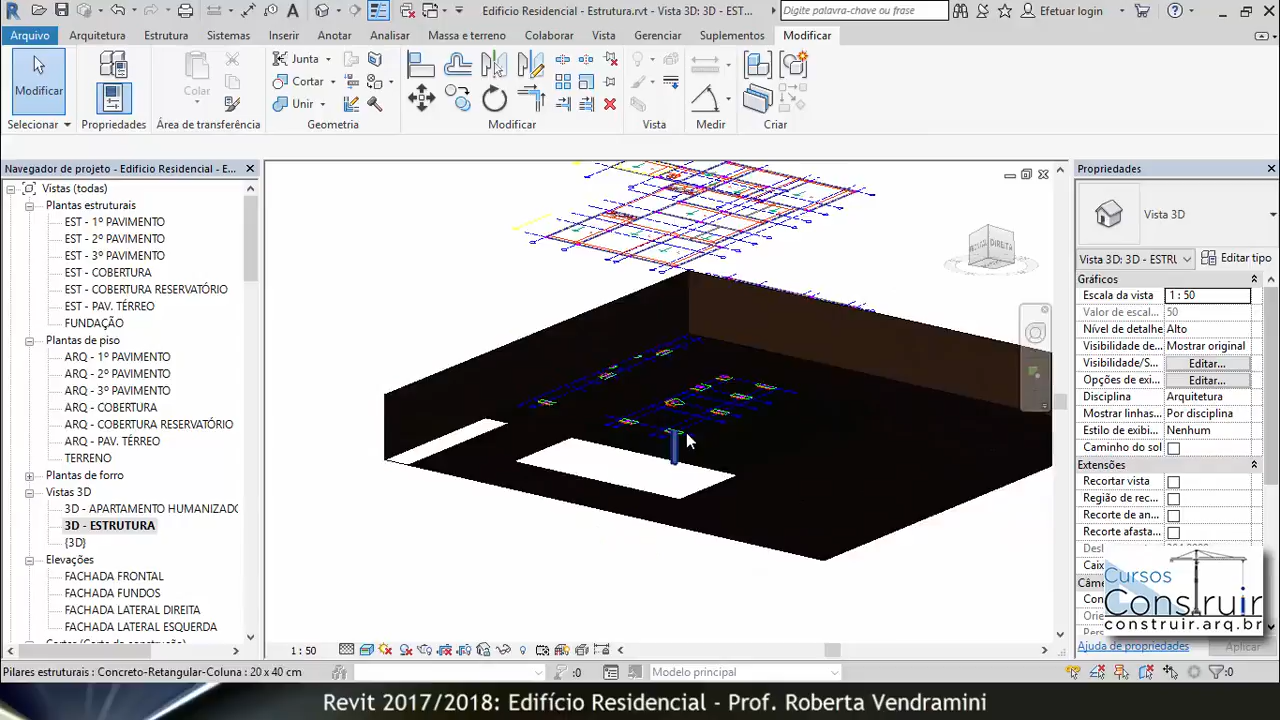 Edificio Residencial - Estrutura.rvt - Vista 3D: 3D - EST...
Digite palavra-chave ou frase
Efetuar login
Arquivo
Arquitetura
Estrutura
Sistemas
Inserir
Anotar
Analisar
Massa e terreno
Colaborar
Vista
Gerenciar
Suplementos
Modificar
Modificar
Colar
Junta
Cortar
Unir
Selecionar
Propriedades
Área de transferência
Geometria
Modificar
Vista
Medir
Criar
Navegador de projeto - Edificio Residencial - E...
Vistas (todas)
Plantas estruturais
EST - 1º PAVIMENTO
EST - 2º PAVIMENTO
EST - 3º PAVIMENTO
EST - COBERTURA
EST - COBERTURA RESERVATÓRIO
EST - PAV. TÉRREO
FUNDAÇÃO
Plantas de piso
ARQ - 1º PAVIMENTO
ARQ - 2º PAVIMENTO
ARQ - 3º PAVIMENTO
ARQ - COBERTURA
ARQ - COBERTURA RESERVATÓRIO
ARQ - PAV. TÉRREO
TERRENO
Plantas de forro
Vistas 3D
3D - APARTAMENTO HUMANIZADO
3D - ESTRUTURA
{3D}
Elevações
FACHADA FRONTAL
FACHADA FUNDOS
FACHADA LATERAL DIREITA
FACHADA LATERAL ESQUERDA
DIREITA
Propriedades
Vista 3D
Vista 3D: 3D - ESTRU
Editar tipo
Gráficos
Escala da vista 1 : 50
Valor de escal... 50
Nível de detalhe Alto
Visibilidade de... Mostrar original
Visibilidade/S... Editar...
Opções de exi... Editar...
Disciplina Arquitetura
Mostrar linhas... Por disciplina
Estilo de exibi... Nenhum
Caminho do sol
Extensões
Recortar vista
Região de rec...
Recorte de an...
Recorte afasta...
Cursos
Construir
construir.arq.br
Ajuda de propriedades
Aplicar
1 : 50
Pilares estruturais : Concreto-Retangular-Coluna : 20 x 40 cm
:0
Modelo principal
:0
Revit 2017/2018: Edifício Residencial - Prof. Roberta Vendramini